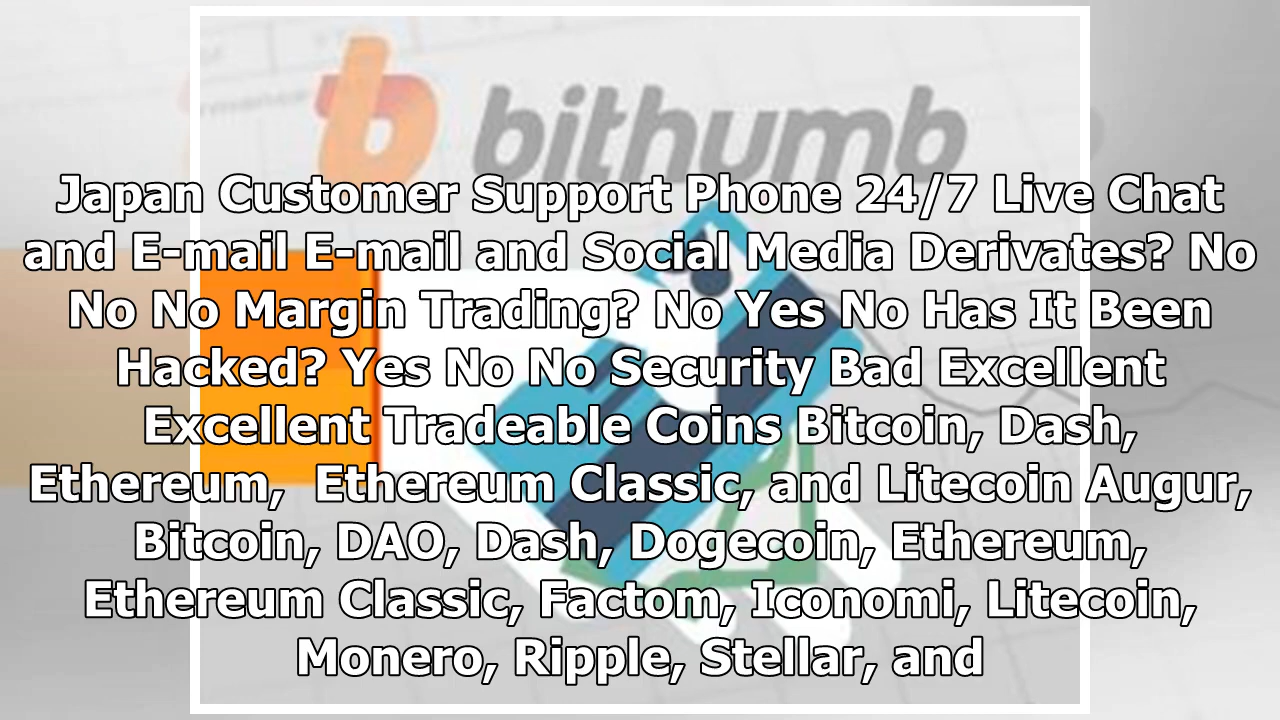 bithumb
Japan Customer Support Phone 24/7 Live Chat
and E-mail E-mail and Social Media Derivates? No
No No Margin Trading? No Yes No Has It Been
Hacked? Yes No No Security Bad Excellent
Excellent Tradeable Coins Bitcoin, Dash,
Ethereum,  Ethereum Classic, and Litecoin Augur,
Bitcoin, DAO, Dash, Dogecoin, Ethereum,
Ethereum Classic, Factom, Iconomi, Litecoin,
Monero, Ripple, Stellar, and